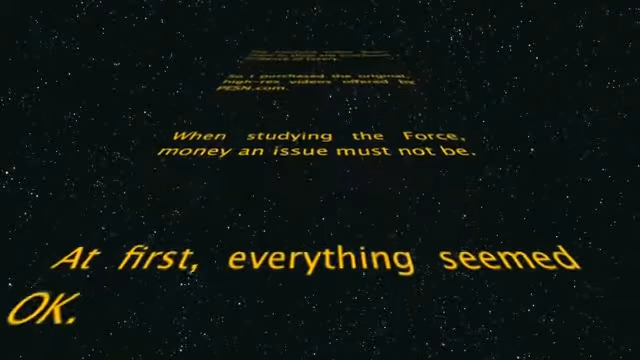 So I purchased the original,
high-res videos offered by
PESN.com.
When studying the Force,
money an issue must not be.
At first, everything seemed
OK.